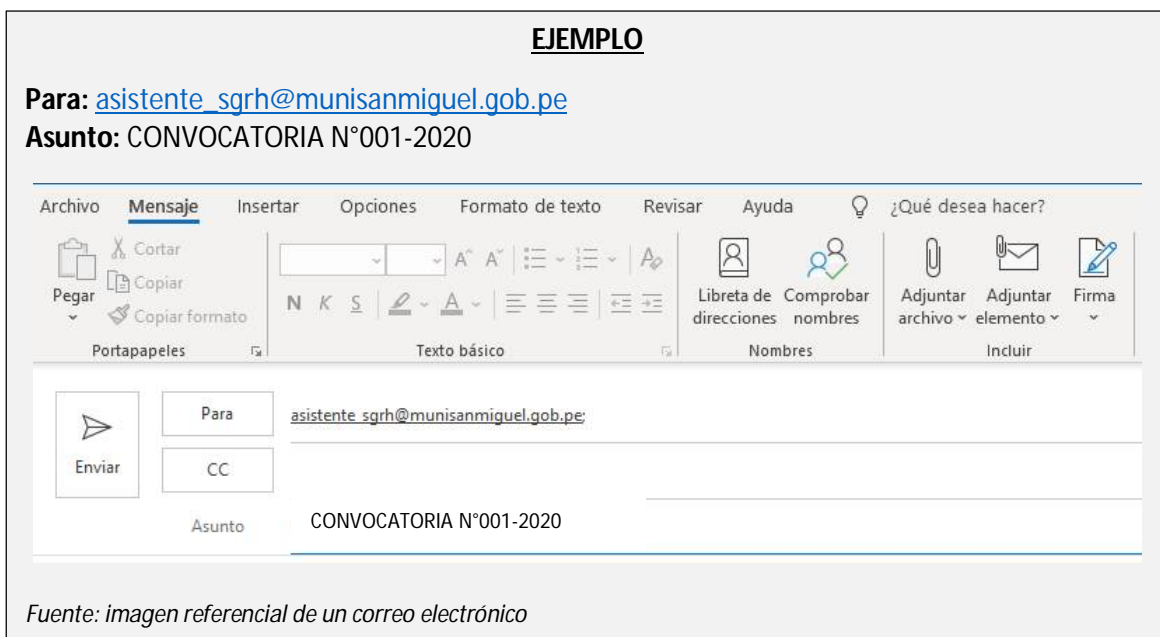 EJEMPLO
Para: asistente_sgrh@munisanmiguel.gob.pe
Asunto: CONVOCATORIA N°001-2020
Archivo Mensaje Insertar Opciones Formato de texto Revisar Ayuda ¿Qué desea hacer?
Pegar
Cortar
Copiar
Copiar formato
Portapapeles
N K S A
Texto básico
Libreta de direcciones
Comprobar nombres
Nombres
Adjuntar archivo
Adjuntar elemento
Firma
Incluir
Enviar
Para asistente_sgrh@munisanmiguel.gob.pe;
CC
Asunto CONVOCATORIA N°001-2020
Fuente: imagen referencial de un correo electrónico